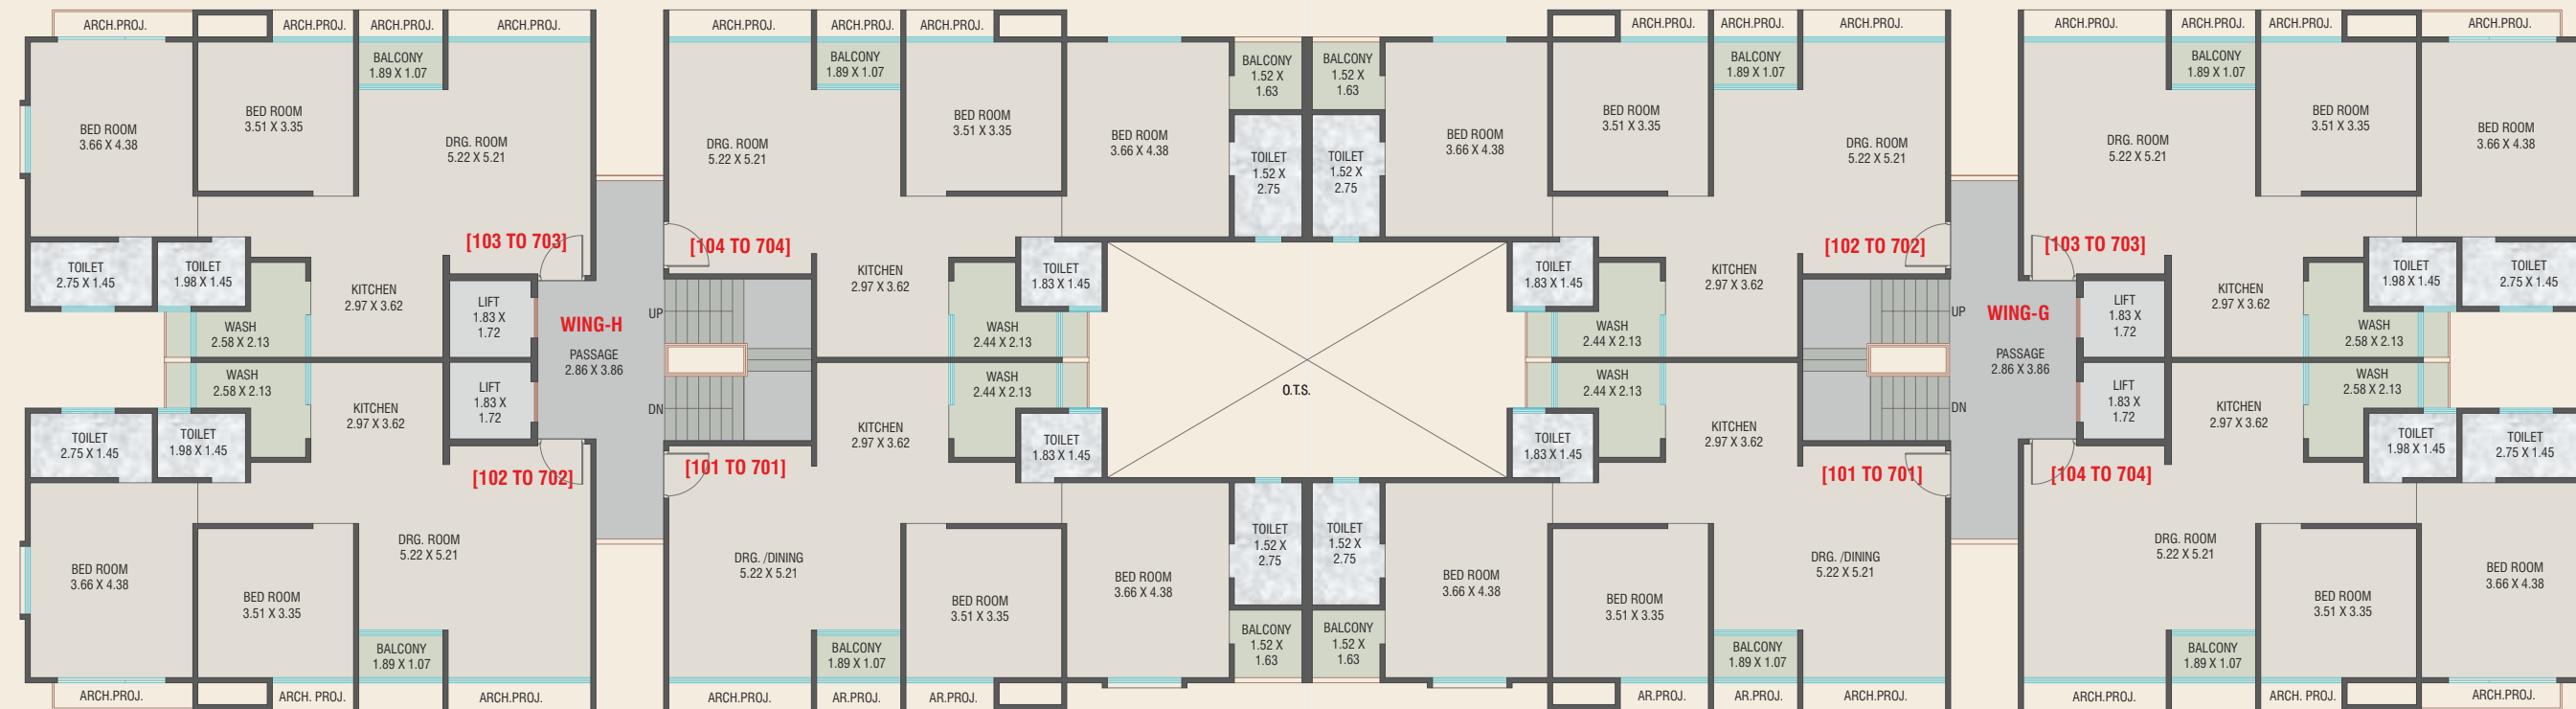 ARCH.PROJ.
ARCH.PROJ.
ARCH.PROJ.
ARCH.PROJ.
ARCH.PROJ.
ARCH.PROJ.
ARCH.PROJ.
ARCH.PROJ.
ARCH.PROJ.
ARCH.PROJ.
ARCH.PROJ.
ARCH.PROJ.
ARCH.PROJ.
ARCH.PROJ.
BALCONY
1.89 X 1.07
BALCONY
1.89 X 1.07
BALCONY
1.52 X
1.63
BALCONY
1.52 X
1.63
BALCONY
1.89 X 1.07
BALCONY
1.89 X 1.07
BED ROOM
3.66 X 4.38
BED ROOM
3.51 X 3.35
DRG. ROOM
5.22 X 5.21
DRG. ROOM
5.22 X 5.21
BED ROOM
3.51 X 3.35
BED ROOM
3.66 X 4.38
TOILET
1.52 X
2.75
TOILET
1.52 X
2.75
BED ROOM
3.66 X 4.38
BED ROOM
3.51 X 3.35
DRG. ROOM
5.22 X 5.21
DRG. ROOM
5.22 X 5.21
BED ROOM
3.51 X 3.35
BED ROOM
3.66 X 4.38
[103 TO 703]
[104 TO 704]
[102 TO 702]
[103 TO 703]
TOILET
2.75 X 1.45
TOILET
1.98 X 1.45
KITCHEN
2.97 X 3.62
LIFT
1.83 X
1.72
WING-H
UP
KITCHEN
2.97 X 3.62
TOILET
1.83 X 1.45
TOILET
1.83 X 1.45
KITCHEN
2.97 X 3.62
UP
WING-G
LIFT
1.83 X
1.72
KITCHEN
2.97 X 3.62
TOILET
1.98 X 1.45
TOILET
2.75 X 1.45
WASH
2.58 X 2.13
WASH
2.44 X 2.13
WASH
2.44 X 2.13
WASH
2.58 X 2.13
PASSAGE
2.86 X 3.86
PASSAGE
2.86 X 3.86
WASH
2.58 X 2.13
WASH
2.44 X 2.13
O.T.S.
WASH
2.44 X 2.13
WASH
2.58 X 2.13
KITCHEN
2.97 X 3.62
LIFT
1.83 X
1.72
DN
KITCHEN
2.97 X 3.62
KITCHEN
2.97 X 3.62
DN
LIFT
1.83 X
1.72
KITCHEN
2.97 X 3.62
TOILET
2.75 X 1.45
TOILET
1.98 X 1.45
TOILET
1.83 X 1.45
TOILET
1.83 X 1.45
TOILET
1.98 X 1.45
TOILET
2.75 X 1.45
[102 TO 702]
[101 TO 701]
[101 TO 701]
[104 TO 704]
BED ROOM
3.66 X 4.38
BED ROOM
3.51 X 3.35
DRG. ROOM
5.22 X 5.21
DRG. /DINING
5.22 X 5.21
BED ROOM
3.51 X 3.35
BED ROOM
3.66 X 4.38
TOILET
1.52 X
2.75
TOILET
1.52 X
2.75
BED ROOM
3.66 X 4.38
BED ROOM
3.51 X 3.35
DRG. /DINING
5.22 X 5.21
DRG. ROOM
5.22 X 5.21
BED ROOM
3.51 X 3.35
BED ROOM
3.66 X 4.38
BALCONY
1.89 X 1.07
BALCONY
1.89 X 1.07
BALCONY
1.52 X
1.63
BALCONY
1.52 X
1.63
BALCONY
1.89 X 1.07
BALCONY
1.89 X 1.07
ARCH.PROJ.
ARCH. PROJ.
ARCH.PROJ.
ARCH.PROJ.
AR.PROJ.
AR.PROJ.
AR.PROJ.
AR.PROJ.
ARCH.PROJ.
ARCH.PROJ.
ARCH. PROJ.
ARCH.PROJ.